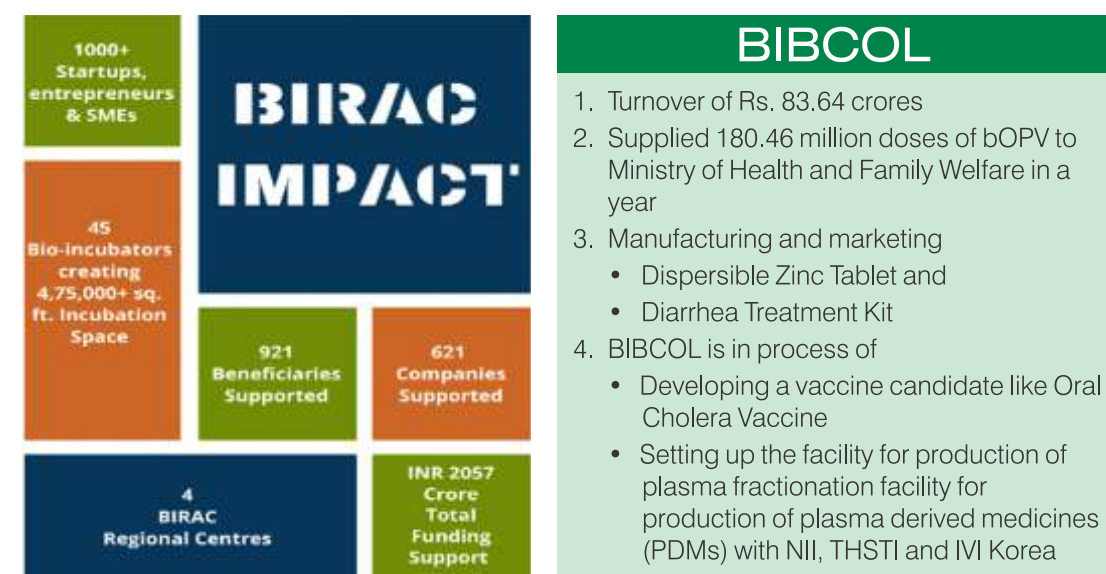 1000+
Startups,
entrepreneurs
& SMEs
BIRAC
IMPACT
45
Bio-incubators
creating
4,75,000+ sq.
ft. Incubation
Space
921
Beneficiaries
Supported
621
Companies
Supported
4
BIRAC
Regional Centres
INR 2057
Crore
Total
Funding
Support
BIBCOL
1. Turnover of Rs. 83.64 crores
2. Supplied 180.46 million doses of bOPV to
Ministry of Health and Family Welfare in a
year
3. Manufacturing and marketing
• Dispersible Zinc Tablet and
• Diarrhea Treatment Kit
4. BIBCOL is in process of
• Developing a vaccine candidate like Oral
Cholera Vaccine
• Setting up the facility for production of
plasma fractionation facility for
production of plasma derived medicines
(PDMs) with NII, THSTI and IVI Korea